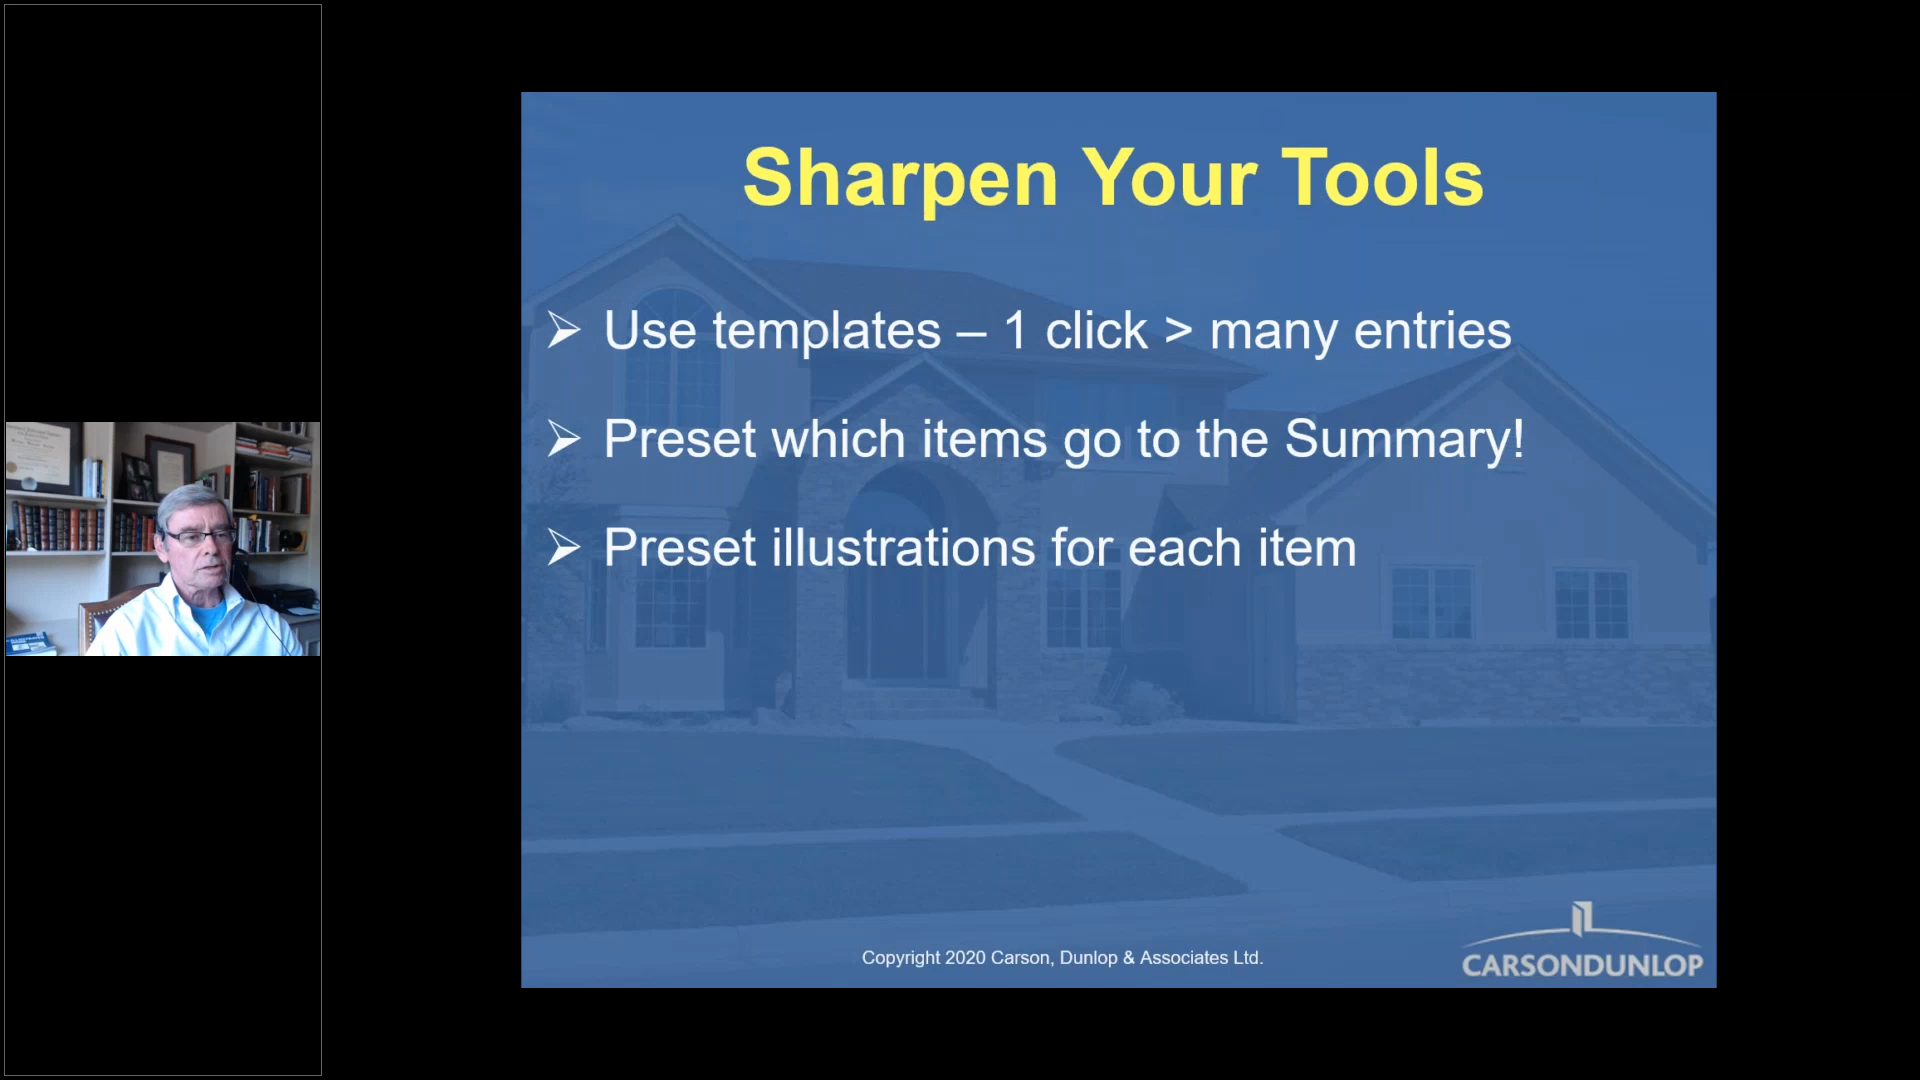 Sharpen Your Tools
➢ Use templates – 1 click > many entries
➢ Preset which items go to the Summary!
➢ Preset illustrations for each item
Copyright 2020 Carson, Dunlop & Associates Ltd.
CARSONDUNLOP